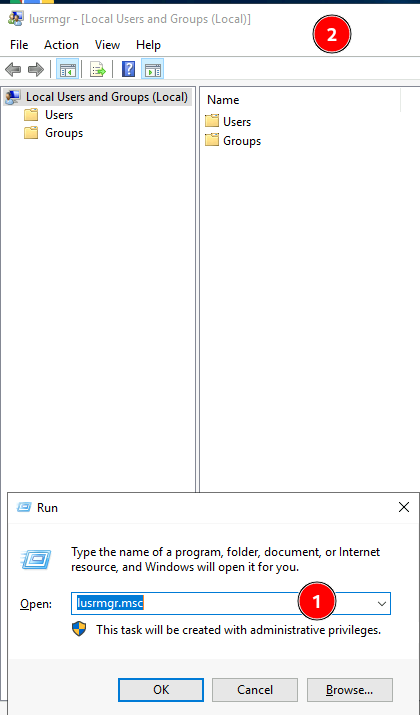 lusrmgr - [Local Users and Groups (Local)]
2
File Action View Help
Local Users and Groups (Local)
Users
Groups
Name
Users
Groups
Run
Type the name of a program, folder, document, or Internet
resource, and Windows will open it for you.
Open: lusrmgr.msc
1
This task will be created with administrative privileges.
OK Cancel Browse...